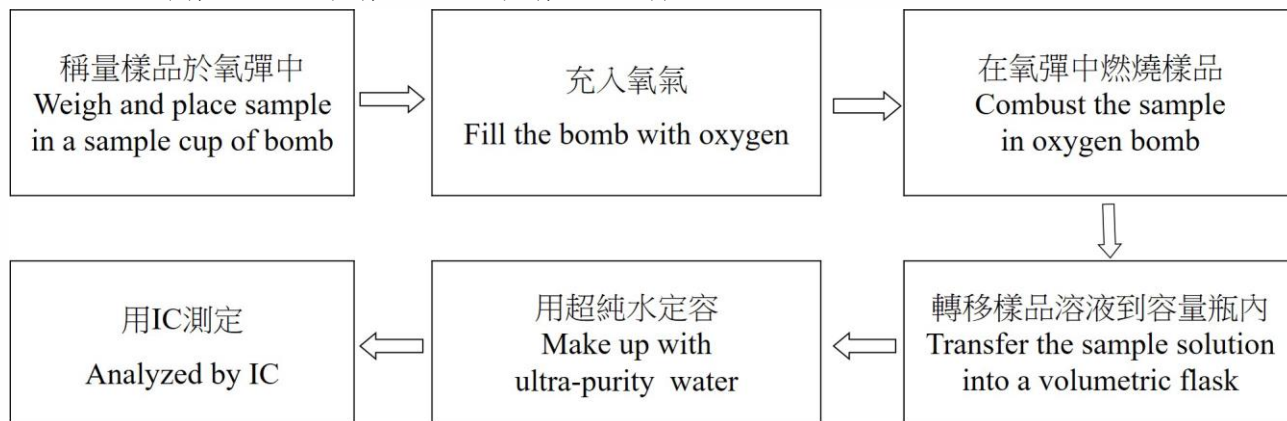 稱量樣品於氧彈中
Weigh and place sample
in a sample cup of bomb
充入氧氣
Fill the bomb with oxygen
在氧彈中燃燒樣品
Combust the sample
in oxygen bomb
轉移樣品溶液到容量瓶內
Transfer the sample solution
into a volumetric flask
用超純水定容
Make up with
ultra-purity water
用IC測定
Analyzed by IC